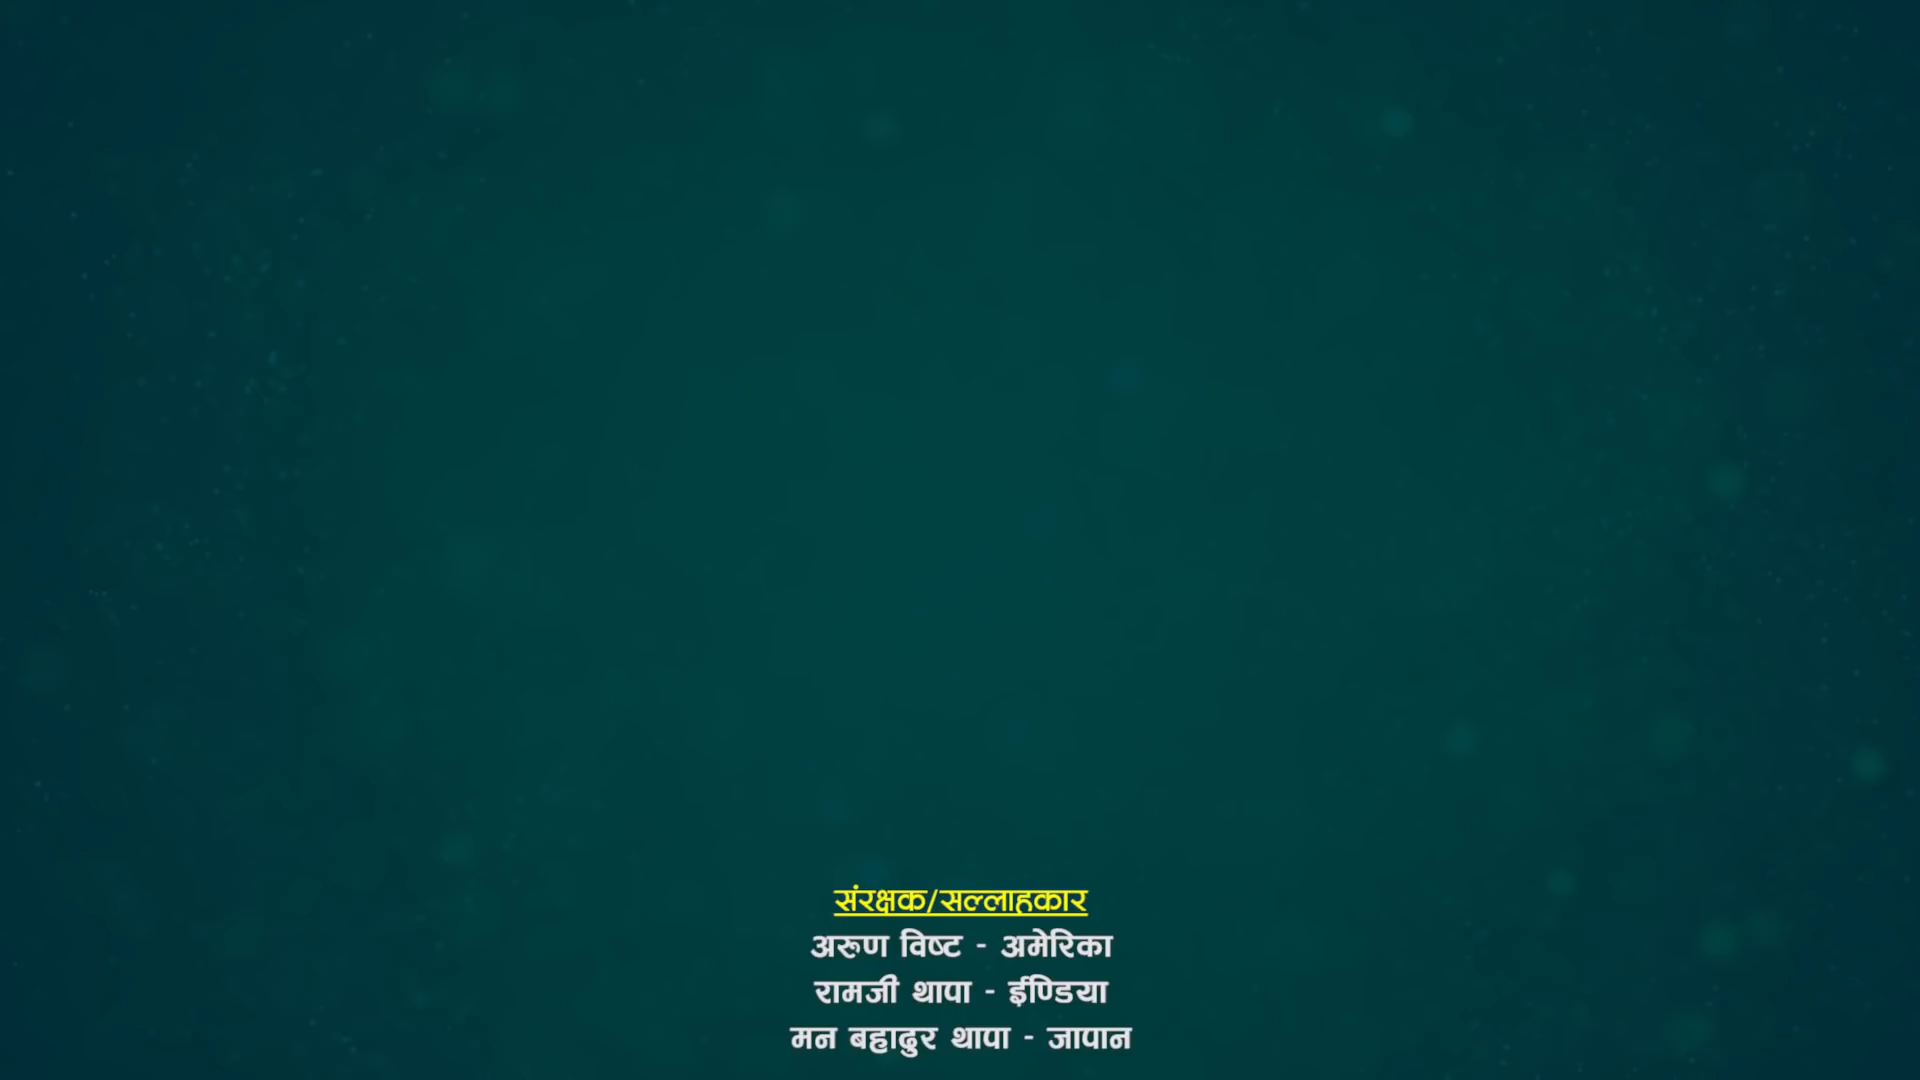 संरक्षक/सल्लाहकार
अरूण विष्ट - अमेरिका
रामजी थापा - ईण्डिया
मन बहादुर थापा - जापान